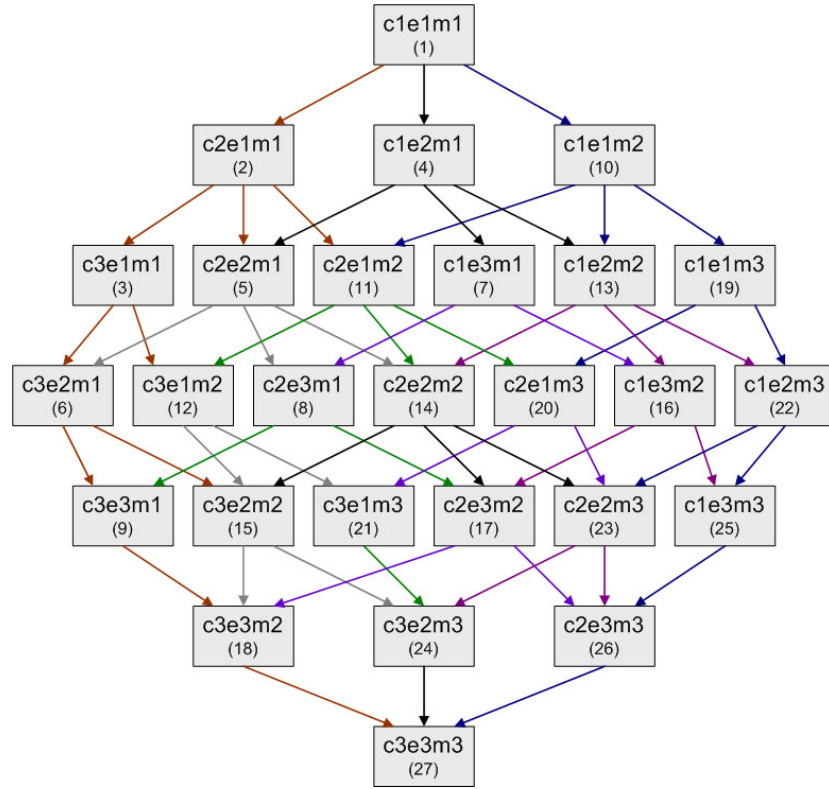 c1e1m1
(1)
c2e1m1
(2)
c1e2m1
(4)
c1e1m2
(10)
c3e1m1
(3)
c2e2m1
(5)
c2e1m2
(11)
c1e3m1
(7)
c1e2m2
(13)
c1e1m3
(19)
c3e2m1
(6)
c3e1m2
(12)
c2e3m1
(8)
c2e2m2
(14)
c2e1m3
(20)
c1e3m2
(16)
c1e2m3
(22)
c3e3m1
(9)
c3e2m2
(15)
c3e1m3
(21)
c2e3m2
(17)
c2e2m3
(23)
c1e3m3
(25)
c3e3m2
(18)
c3e2m3
(24)
c2e3m3
(26)
c3e3m3
(27)